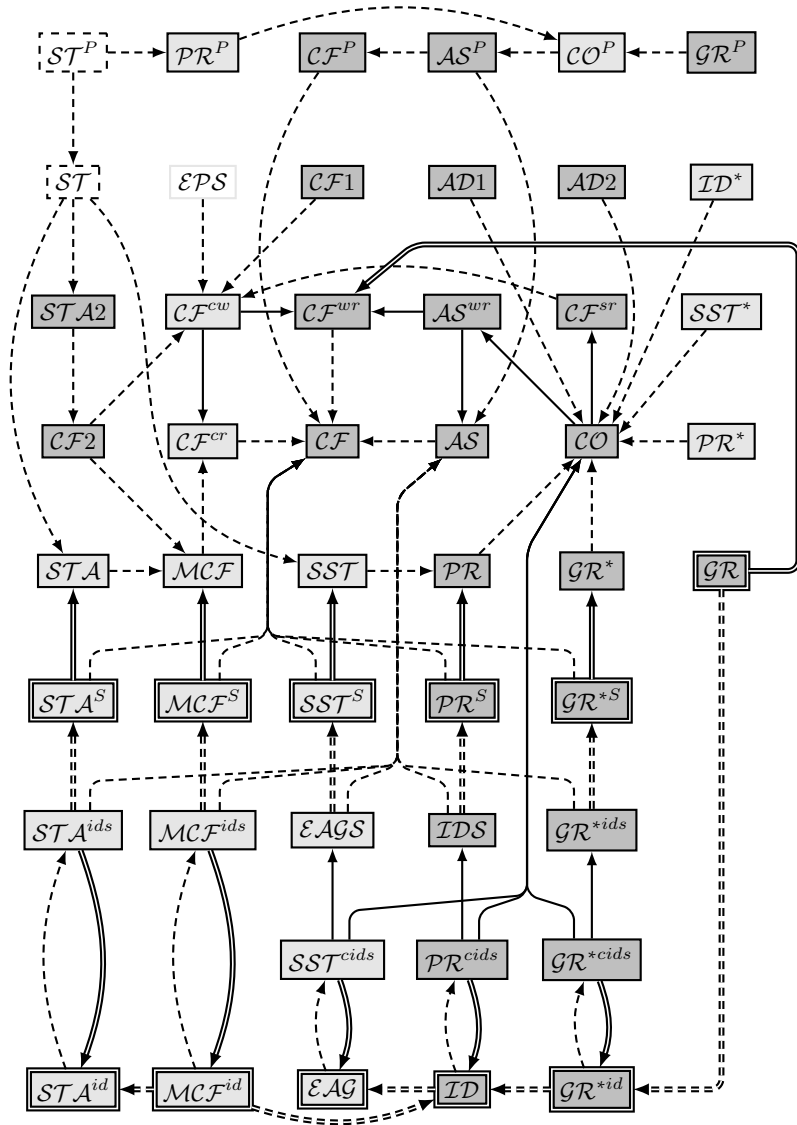 𝒮𝒯^P 𝒫ℛ^P 𝒞ℱ^P 𝒜𝒮^P 𝒞𝒪^P 𝒢ℛ^P
𝒮𝒯 ℰ𝒫𝒮 𝒞ℱ1 𝒜𝒟1 𝒜𝒟2 ℐ𝒟^*
𝒮𝒯𝒜2 𝒞ℱ^{cw} 𝒞ℱ^{wr} 𝒜𝒮^{wr} 𝒞ℱ^{sr} 𝒮𝒮𝒯^*
𝒞ℱ2 𝒞ℱ^{cr} 𝒞ℱ 𝒜𝒮 𝒞𝒪 𝒫ℛ^*
𝒮𝒯𝒜 ℳ𝒞ℱ 𝒮𝒮𝒯 𝒫ℛ 𝒢ℛ^* 𝒢ℛ
𝒮𝒯𝒜^S ℳ𝒞ℱ^S 𝒮𝒮𝒯^S 𝒫ℛ^S 𝒢ℛ^{*S}
𝒮𝒯𝒜^{ids} ℳ𝒞ℱ^{ids} ℰ𝒜𝒢𝒮 ℐ𝒟𝒮 𝒢ℛ^{*ids}
𝒮𝒮𝒯^{cids} 𝒫ℛ^{cids} 𝒢ℛ^{*cids}
𝒮𝒯𝒜^{id} ℳ𝒞ℱ^{id} ℰ𝒜𝒢 ℐ𝒟 𝒢ℛ^{*id}